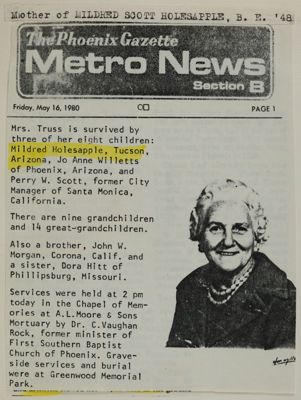 Mother of MILDRED SCOTT HOLESAPPLE, B. E. '48
The Phoenix Gazette
Metro News
Section B
Friday, May 16, 1980
PAGE 1
Mrs. Truss is survived by
three of her eight children:
Mildred Holesapple, Tucson,
Arizona, Jo Anne Willetts
of Phoenix, Arizona, and
Perry W. Scott, former City
Manager of Santa Monica,
California.
There are nine grandchildren
and 14 great-grandchildren.
Also a brother, John W.
Morgan, Corona, Calif. and
a sister, Dora Hitt of
Phillipsburg, Missouri.
Services were held at 2 pm
today in the Chapel of Mem-
ories at A.L.Moore & Sons
Mortuary by Dr. C.Vaughan
Rock, former minister of
First Southern Baptist
Church of Phoenix. Grave-
side services and burial
were at Greenwood Memorial
Park.